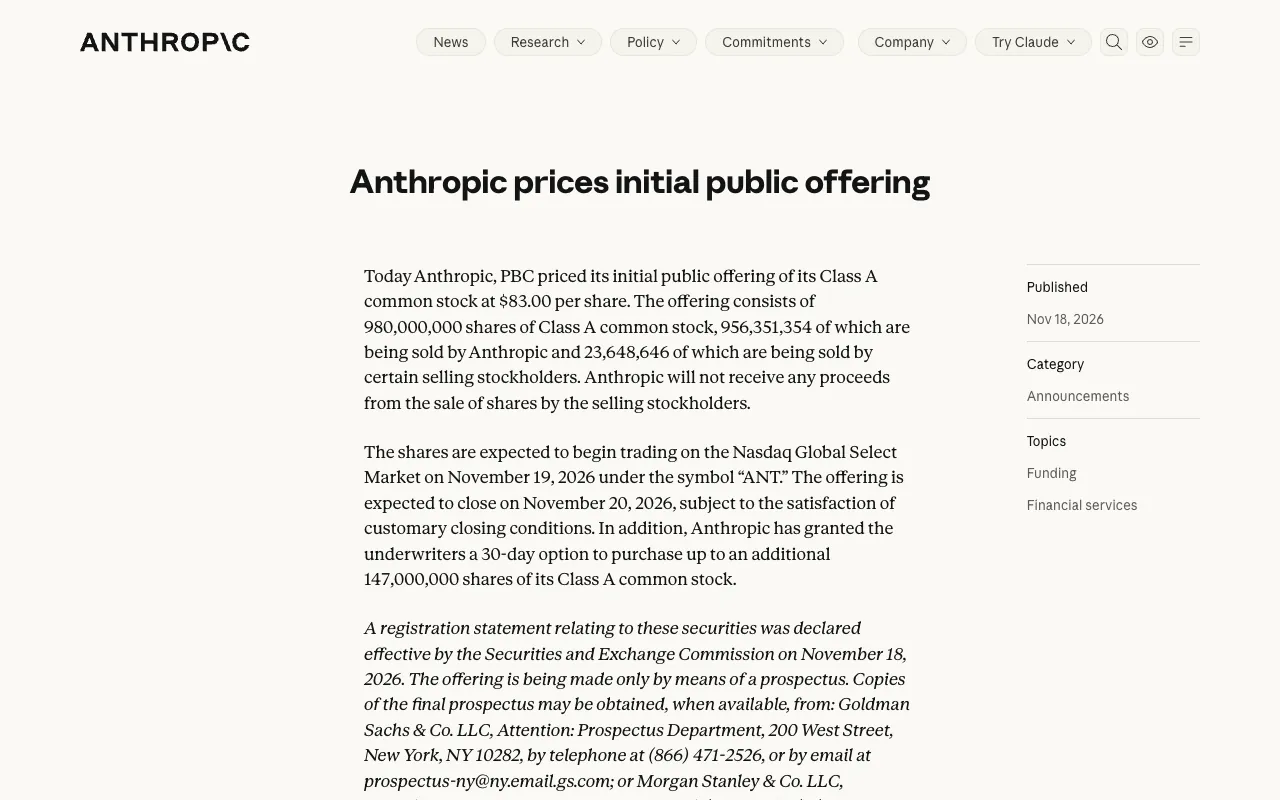 ANTHROP\C
News
Research
Policy
Commitments
Company
Try Claude
Anthropic prices initial public offering
Today Anthropic, PBC priced its initial public offering of its Class A
common stock at $83.00 per share. The offering consists of
980,000,000 shares of Class A common stock, 956,351,354 of which are
being sold by Anthropic and 23,648,646 of which are being sold by
certain selling stockholders. Anthropic will not receive any proceeds
from the sale of shares by the selling stockholders.
The shares are expected to begin trading on the Nasdaq Global Select
Market on November 19, 2026 under the symbol “ANT.” The offering is
expected to close on November 20, 2026, subject to the satisfaction of
customary closing conditions. In addition, Anthropic has granted the
underwriters a 30-day option to purchase up to an additional
147,000,000 shares of its Class A common stock.
A registration statement relating to these securities was declared
effective by the Securities and Exchange Commission on November 18,
2026. The offering is being made only by means of a prospectus. Copies
of the final prospectus may be obtained, when available, from: Goldman
Sachs & Co. LLC, Attention: Prospectus Department, 200 West Street,
New York, NY 10282, by telephone at (866) 471-2526, or by email at
prospectus-ny@ny.email.gs.com; or Morgan Stanley & Co. LLC,
Published
Nov 18, 2026
Category
Announcements
Topics
Funding
Financial services